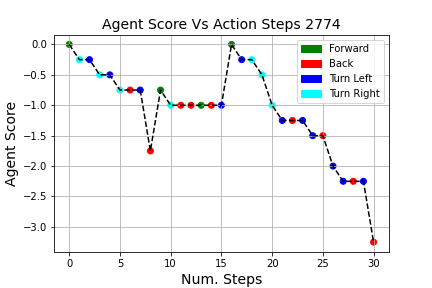 Agent Score Vs Action Steps 2774
Agent Score
0.0
−0.5
−1.0
−1.5
−2.0
−2.5
−3.0
Forward
Back
Turn Left
Turn Right
0 5 10 15 20 25 30
Num. Steps